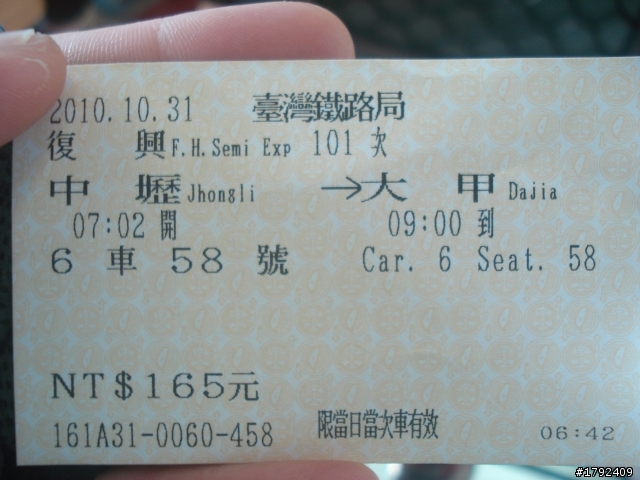 2010.10.31 臺灣鐵路局
復 興 F.H.Semi Exp 101 次
中 壢 Jhongli →大 甲 Dajia
07:02 開 09:00 到
6 車 58 號 Car. 6 Seat. 58
NT$165元
161A31-0060-458 限當日當次車有效 06:42
#1792409